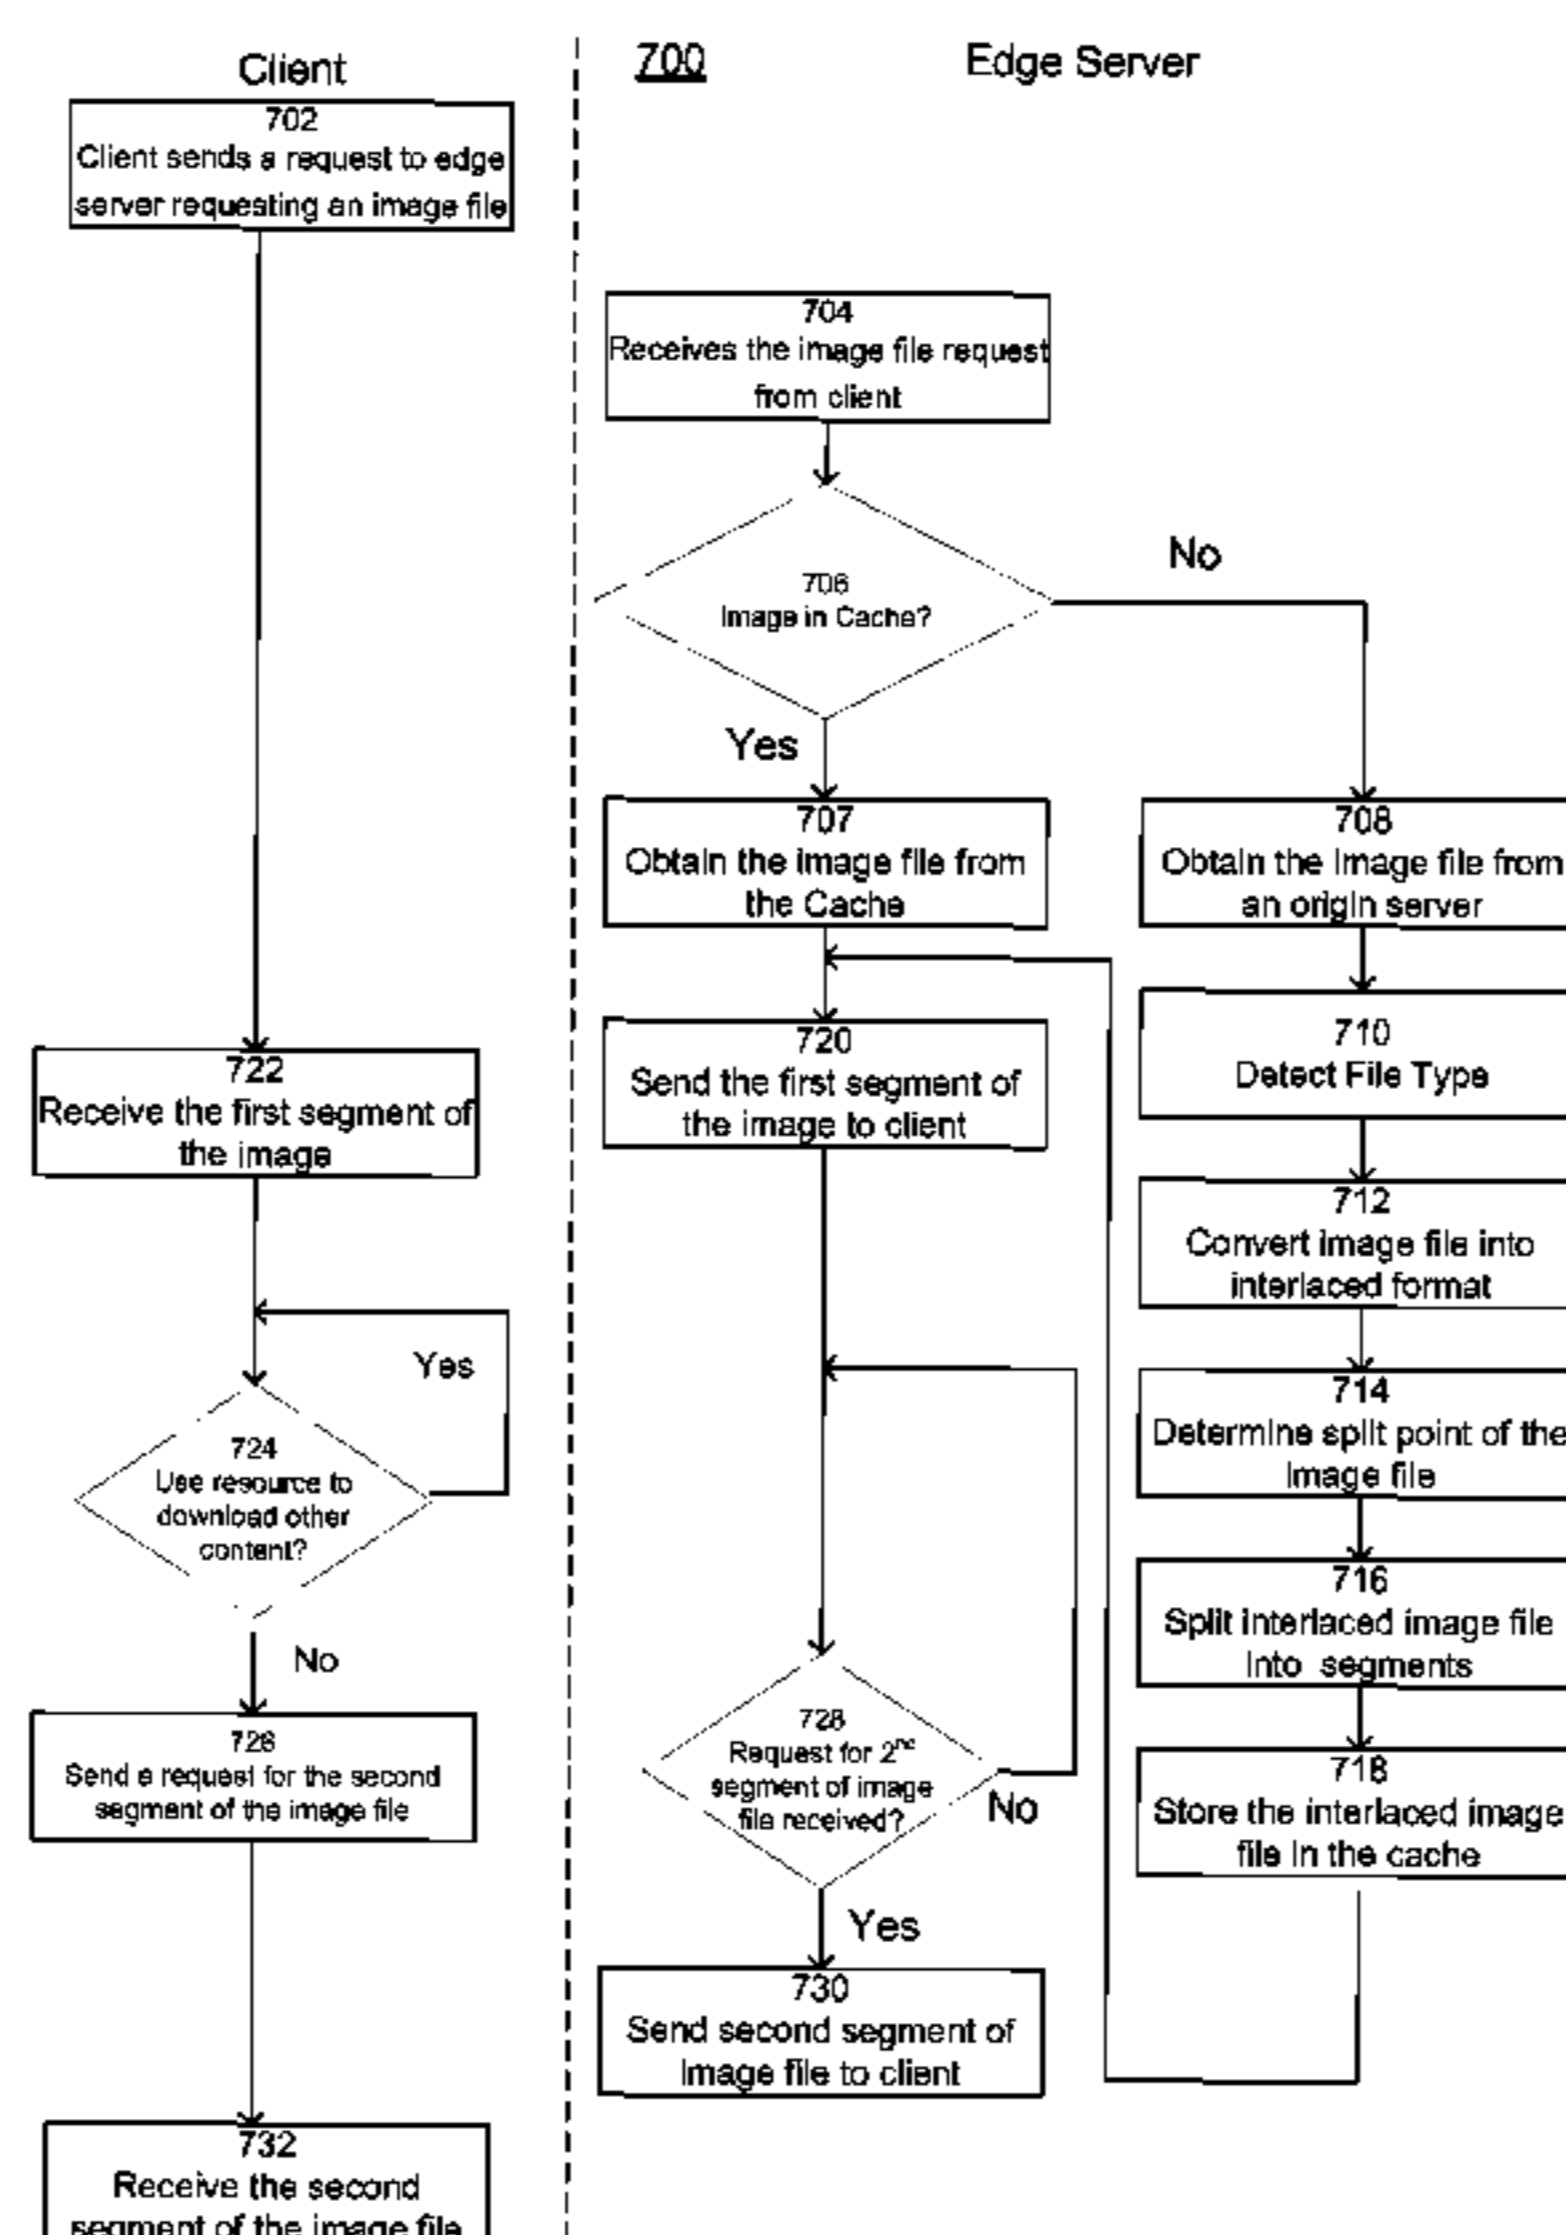 Client
700
Edge Server
702
Client sends a request to edge
server requesting an image file
704
Receives the image file request
from client
706
Image in Cache?
No
Yes
707
Obtain the image file from
the Cache
708
Obtain the image file from
an origin server
720
Send the first segment of
the image to client
710
Detect File Type
722
Receive the first segment of
the image
712
Convert image file into
interlaced format
Yes
714
Determine split point of the
image file
724
Use resource to
download other
content?
716
Split interlaced image file
into segments
No
726
Send a request for the second
segment of the image file
728
Request for 2nd
segment of image
file received?
No
718
Store the interlaced image
file in the cache
Yes
730
Send second segment of
image file to client
732
Receive the second
segment of the image file